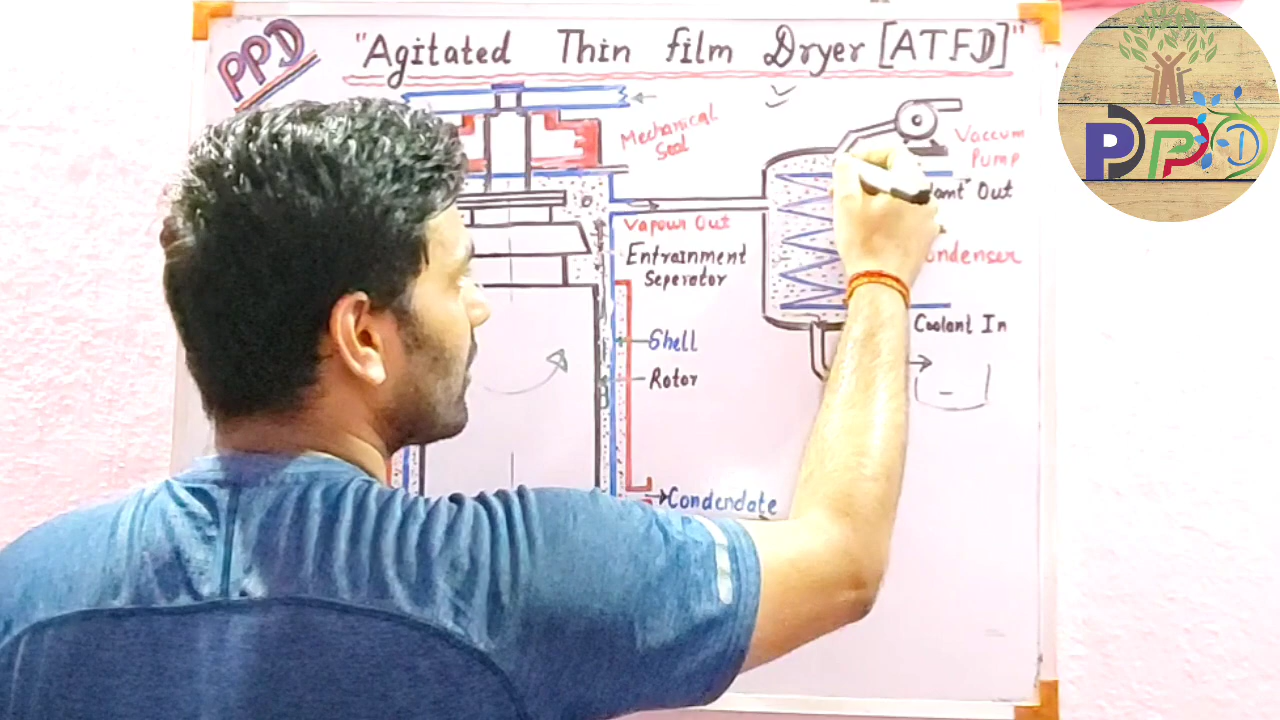 PPD
"Agitated Thin film Dryer [ATFD]"
Mechanical
Seal
Vaccum
Pump
Out
Vapour Out
Entrainment
Seperator
Coolant In
Shell
Rotor
Condendate
PPD